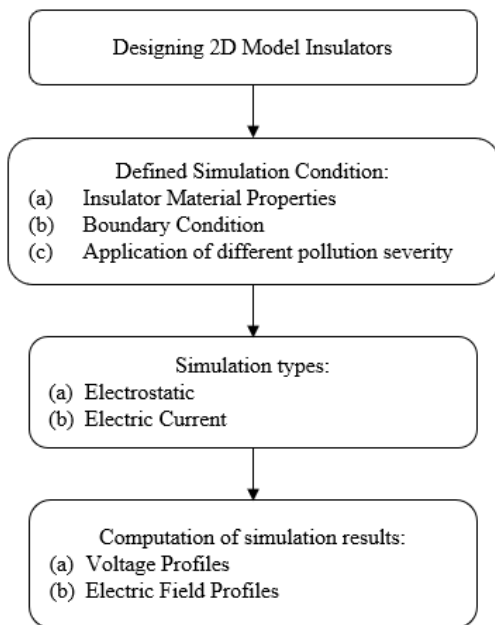 Designing 2D Model Insulators
Defined Simulation Condition:
(a) Insulator Material Properties
(b) Boundary Condition
(c) Application of different pollution severity
Simulation types:
(a) Electrostatic
(b) Electric Current
Computation of simulation results:
(a) Voltage Profiles
(b) Electric Field Profiles